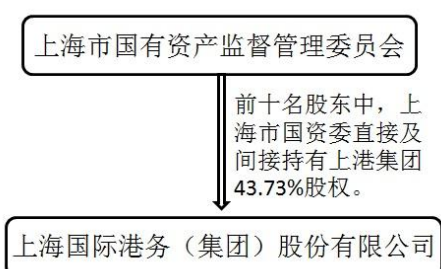 上海市国有资产监督管理委员会
前十名股东中，上
海市国资委直接及
间接持有上港集团
43.73%股权。
上海国际港务（集团）股份有限公司